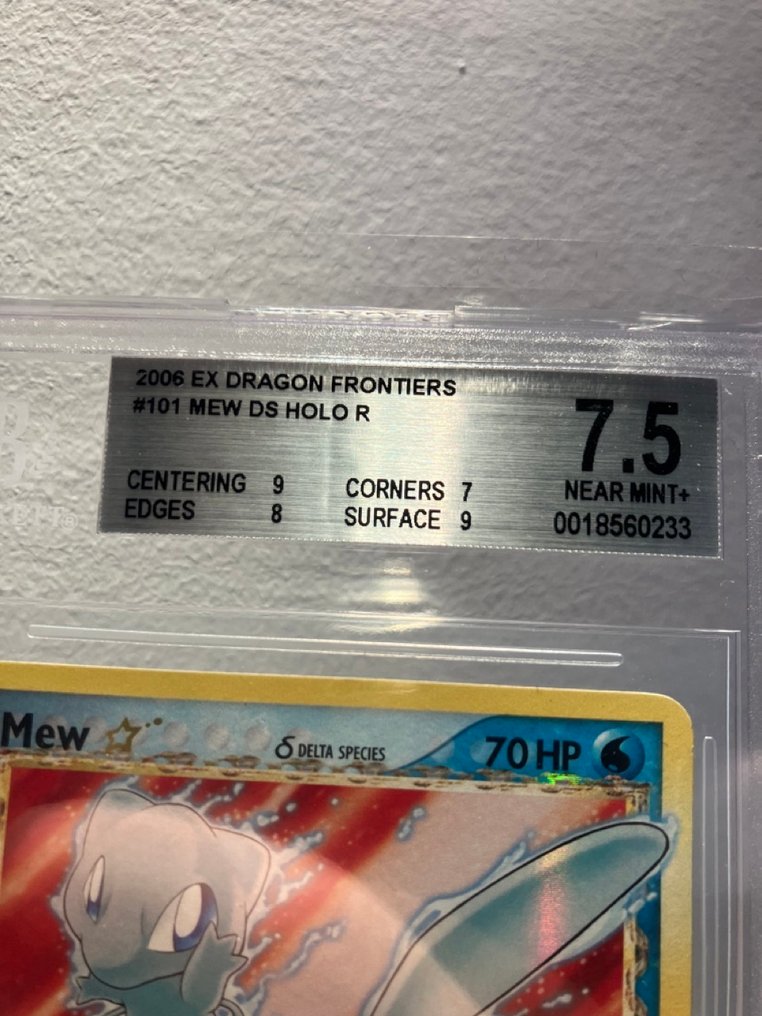 2006 EX DRAGON FRONTIERS
#101 MEW DS HOLO R
7.5
CENTERING 9 CORNERS 7 NEAR MINT+
EDGES 8 SURFACE 9 0018560233
Mew δ DELTA SPECIES 70 HP